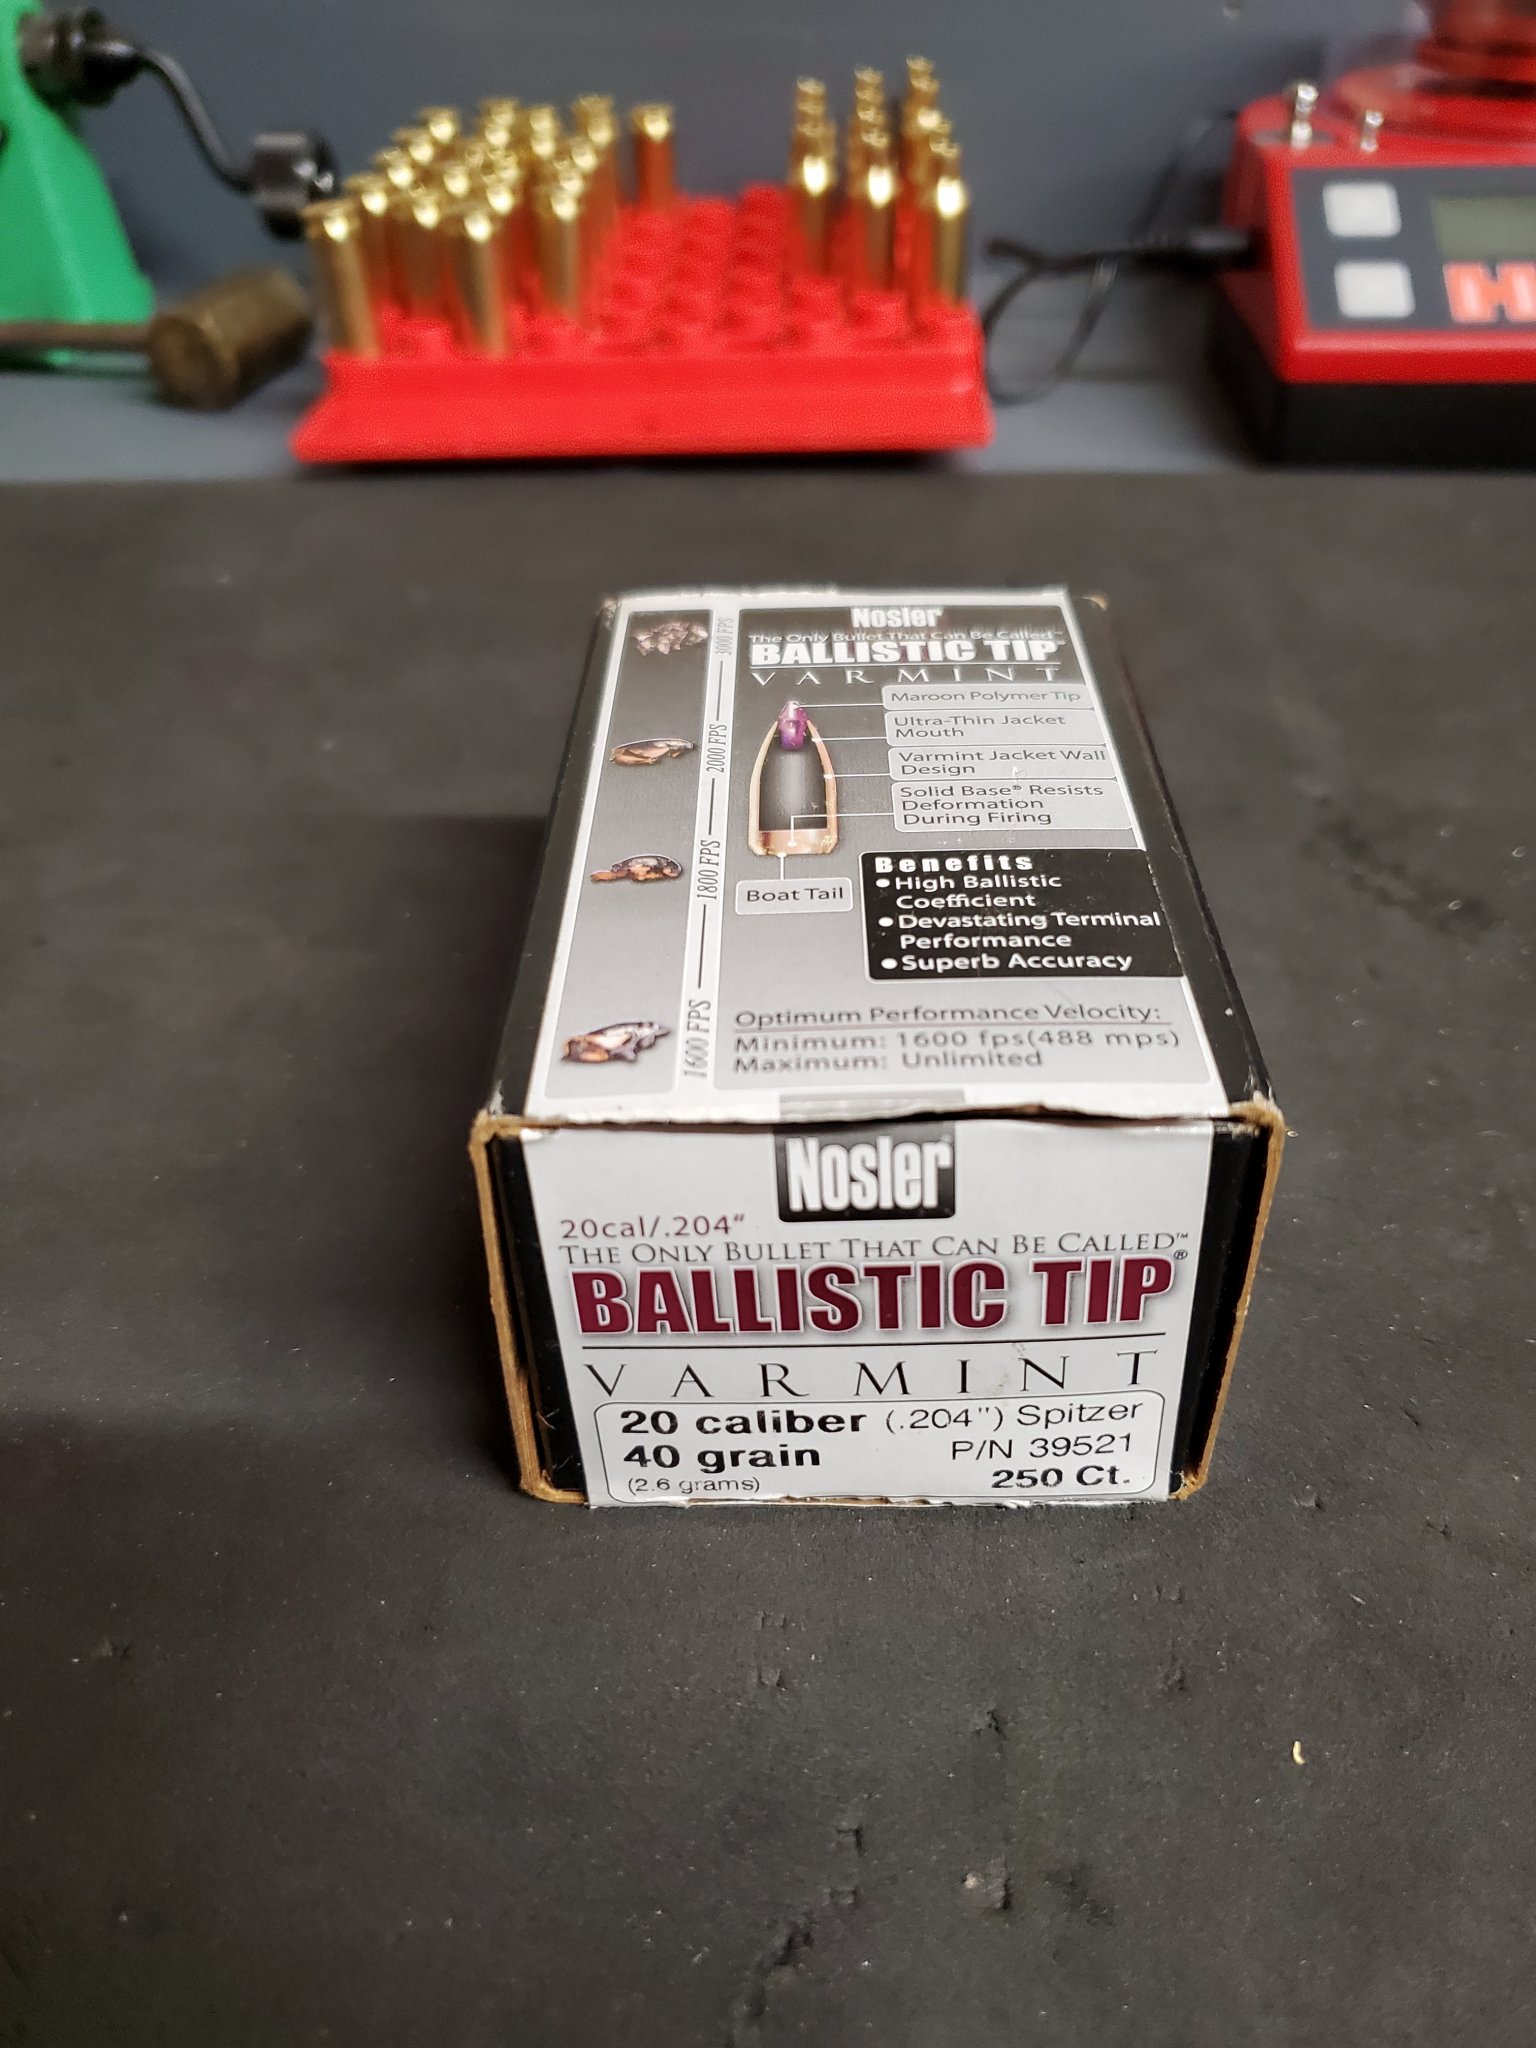 Nosler
The Only Bullet That Can Be Called™
BALLISTIC TIP®
VARMINT
3000 FPS
2000 FPS
1800 FPS
1600 FPS
Maroon Polymer Tip
Ultra-Thin Jacket
Mouth
Varmint Jacket Wall
Design
Solid Base® Resists
Deformation
During Firing
Boat Tail
Benefits
• High Ballistic
Coefficient
• Devastating Terminal
Performance
• Superb Accuracy
Optimum Performance Velocity:
Minimum: 1600 fps(488 mps)
Maximum: Unlimited
Nosler
20cal/.204"
THE ONLY BULLET THAT CAN BE CALLED™
BALLISTIC TIP®
VARMINT
20 caliber (.204") Spitzer
40 grain P/N 39521
(2.6 grams) 250 Ct.
H